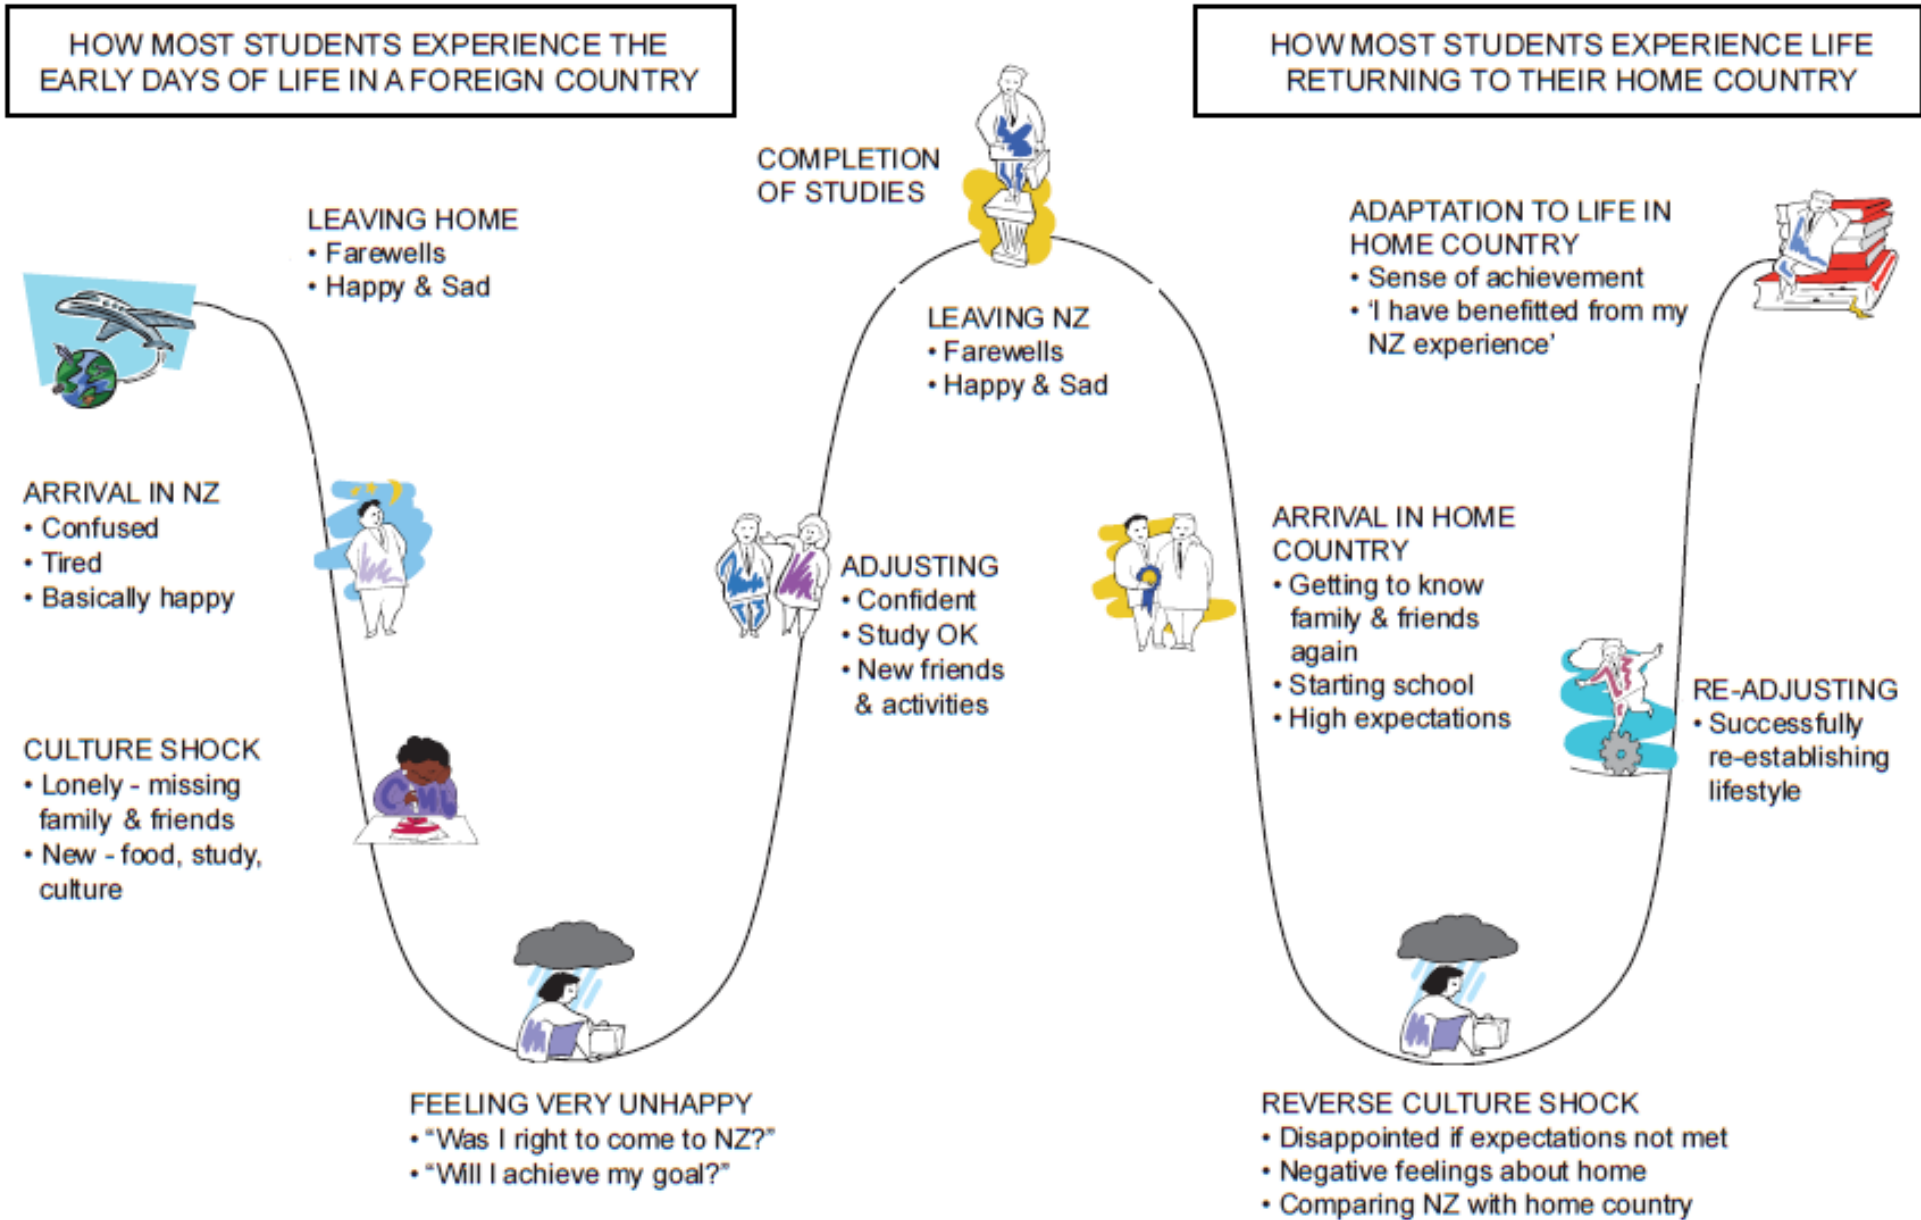 HOW MOST STUDENTS EXPERIENCE THE
EARLY DAYS OF LIFE IN A FOREIGN COUNTRY
HOW MOST STUDENTS EXPERIENCE LIFE
RETURNING TO THEIR HOME COUNTRY
LEAVING HOME
• Farewells
• Happy & Sad
ARRIVAL IN NZ
• Confused
• Tired
• Basically happy
CULTURE SHOCK
• Lonely - missing
family & friends
• New - food, study,
culture
FEELING VERY UNHAPPY
• “Was I right to come to NZ?”
• “Will I achieve my goal?”
ADJUSTING
• Confident
• Study OK
• New friends
& activities
COMPLETION
OF STUDIES
LEAVING NZ
• Farewells
• Happy & Sad
ARRIVAL IN HOME
COUNTRY
• Getting to know
family & friends
again
• Starting school
• High expectations
REVERSE CULTURE SHOCK
• Disappointed if expectations not met
• Negative feelings about home
• Comparing NZ with home country
RE-ADJUSTING
• Successfully
re-establishing
lifestyle
ADAPTATION TO LIFE IN
HOME COUNTRY
• Sense of achievement
• ‘I have benefitted from my
NZ experience’